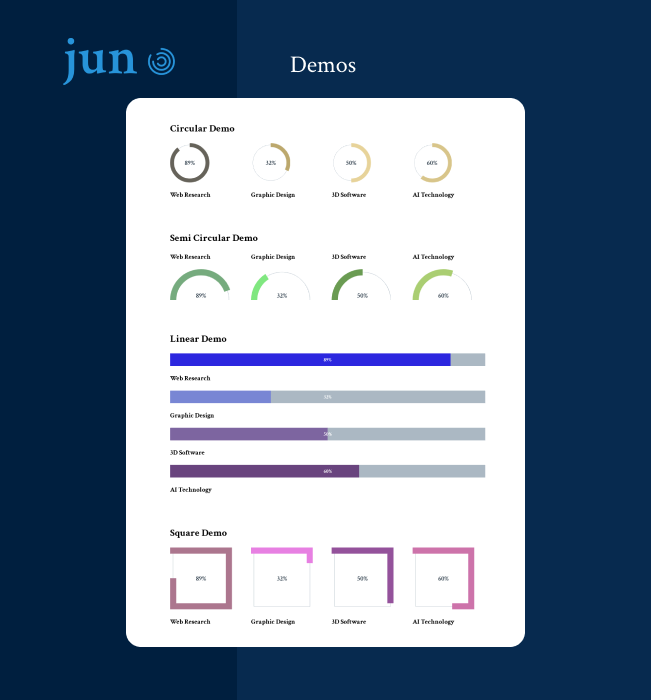 jun
Demos
Circular Demo
89% 32% 50% 60%
Web Research Graphic Design 3D Software AI Technology
Semi Circular Demo
Web Research Graphic Design 3D Software AI Technology
89% 32% 50% 60%
Linear Demo
89%
Web Research
32%
Graphic Design
50%
3D Software
60%
AI Technology
Square Demo
89% 32% 50% 60%
Web Research Graphic Design 3D Software AI Technology